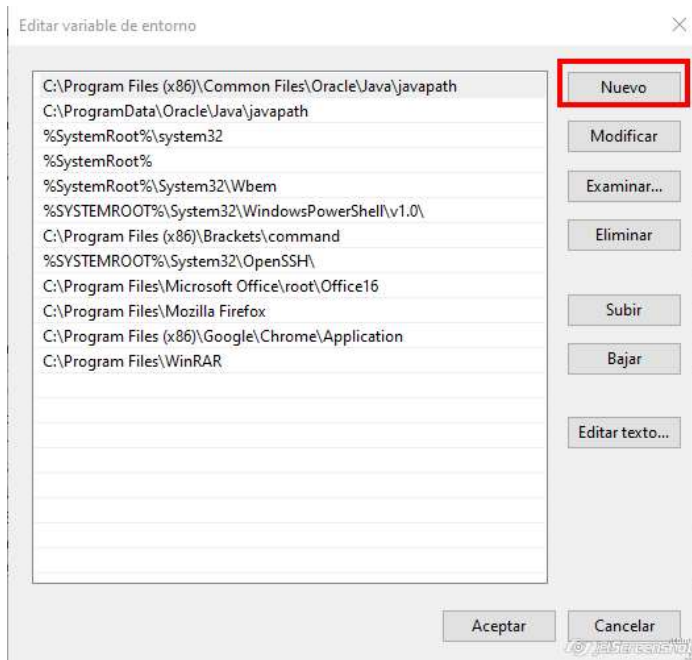 Editar variable de entorno
C:\Program Files (x86)\Common Files\Oracle\Java\javapath
Nuevo
C:\ProgramData\Oracle\Java\javapath
%SystemRoot%\system32
Modificar
%SystemRoot%
%SystemRoot%\System32\Wbem
Examinar...
%SYSTEMROOT%\System32\WindowsPowerShell\v1.0\
C:\Program Files (x86)\Brackets\command
Eliminar
%SYSTEMROOT%\System32\OpenSSH\
C:\Program Files\Microsoft Office\root\Office16
C:\Program Files\Mozilla Firefox
Subir
C:\Program Files (x86)\Google\Chrome\Application
C:\Program Files\WinRAR
Bajar
Editar texto...
Aceptar
Cancelar